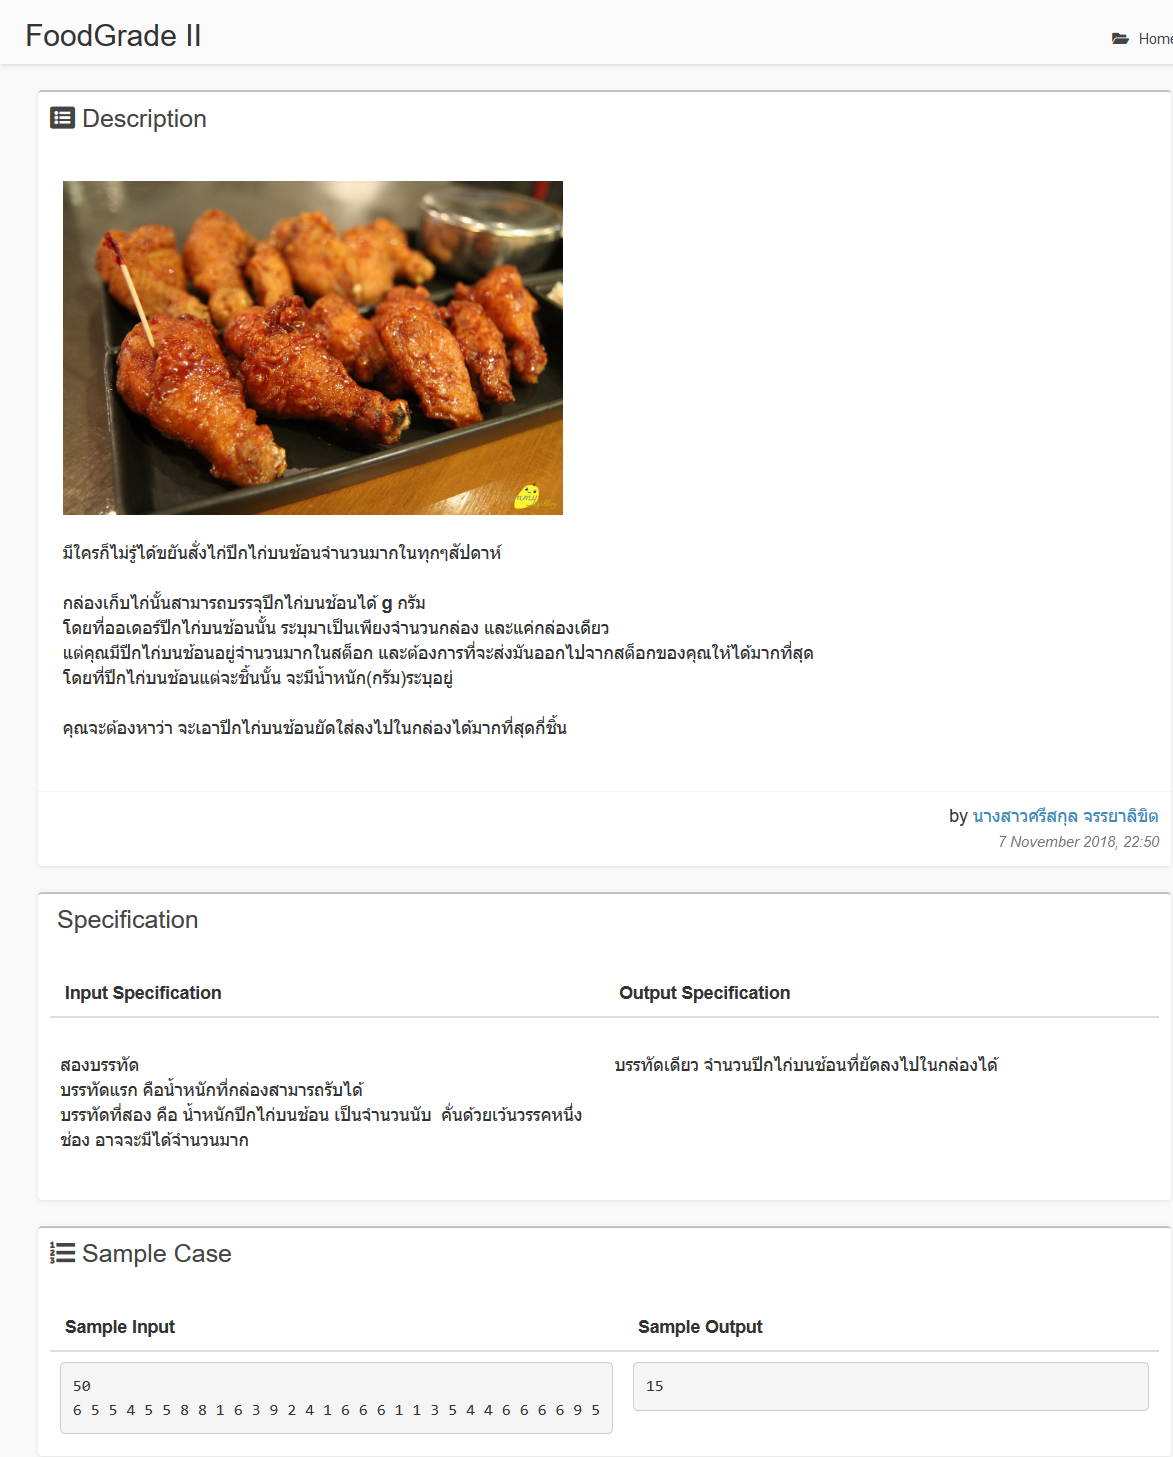 FoodGrade II
Home
Description
มีใครก็ไม่รู้ได้ขยันสั่งไก่ปีกไก่บนช้อนจำนวนมากในทุกๆสัปดาห์
กล่องเก็บไก่นั้นสามารถบรรจุปีกไก่บนช้อนได้ g กรัม
โดยที่ออเดอร์ปีกไก่บนช้อนนั้น ระบุมาเป็นเพียงจำนวนกล่อง และแค่กล่องเดียว
แต่คุณมีปีกไก่บนช้อนอยู่จำนวนมากในสต็อก และต้องการที่จะส่งมันออกไปจากสต็อกของคุณให้ได้มากที่สุด
โดยที่ปีกไก่บนช้อนแต่จะชิ้นนั้น จะมีน้ำหนัก(กรัม)ระบุอยู่
คุณจะต้องหาว่า จะเอาปีกไก่บนช้อนยัดใส่ลงไปในกล่องได้มากที่สุดกี่ชิ้น
by นางสาวศรีสกุล จรรยาลิขิต
7 November 2018, 22:50
Specification
Input Specification
สองบรรทัด
บรรทัดแรก คือน้ำหนักที่กล่องสามารถรับได้
บรรทัดที่สอง คือ น้ำหนักปีกไก่บนช้อน เป็นจำนวนนับ  คั่นด้วยเว้นวรรคหนึ่ง
ช่อง อาจจะมีได้จำนวนมาก
Output Specification
บรรทัดเดียว จำนวนปีกไก่บนช้อนที่ยัดลงไปในกล่องได้
Sample Case
Sample Input
50
6 5 5 4 5 5 8 8 1 6 3 9 2 4 1 6 6 6 1 1 3 5 4 4 6 6 6 6 9 5
Sample Output
15